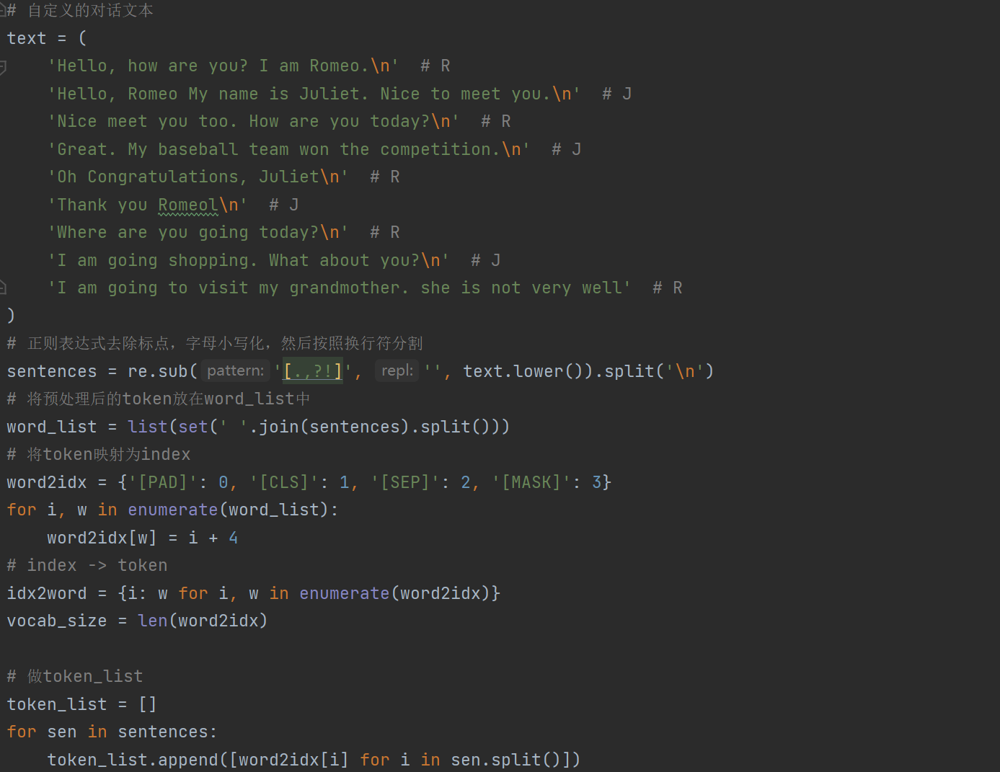 # 自定义的对话文本
text = (
    'Hello, how are you? I am Romeo.\n'  # R
    'Hello, Romeo My name is Juliet. Nice to meet you.\n'  # J
    'Nice meet you too. How are you today?\n'  # R
    'Great. My baseball team won the competition.\n'  # J
    'Oh Congratulations, Juliet\n'  # R
    'Thank you Romeol\n'  # J
    'Where are you going today?\n'  # R
    'I am going shopping. What about you?\n'  # J
    'I am going to visit my grandmother. she is not very well'  # R
)
# 正则表达式去除标点，字母小写化，然后按照换行符分割
sentences = re.sub( pattern: '[.,?!]', repl: '', text.lower()).split('\n')
# 将预处理后的token放在word_list中
word_list = list(set(' '.join(sentences).split()))
# 将token映射为index
word2idx = {'[PAD]': 0, '[CLS]': 1, '[SEP]': 2, '[MASK]': 3}
for i, w in enumerate(word_list):
    word2idx[w] = i + 4
# index -> token
idx2word = {i: w for i, w in enumerate(word2idx)}
vocab_size = len(word2idx)
# 做token_list
token_list = []
for sen in sentences:
    token_list.append([word2idx[i] for i in sen.split()])